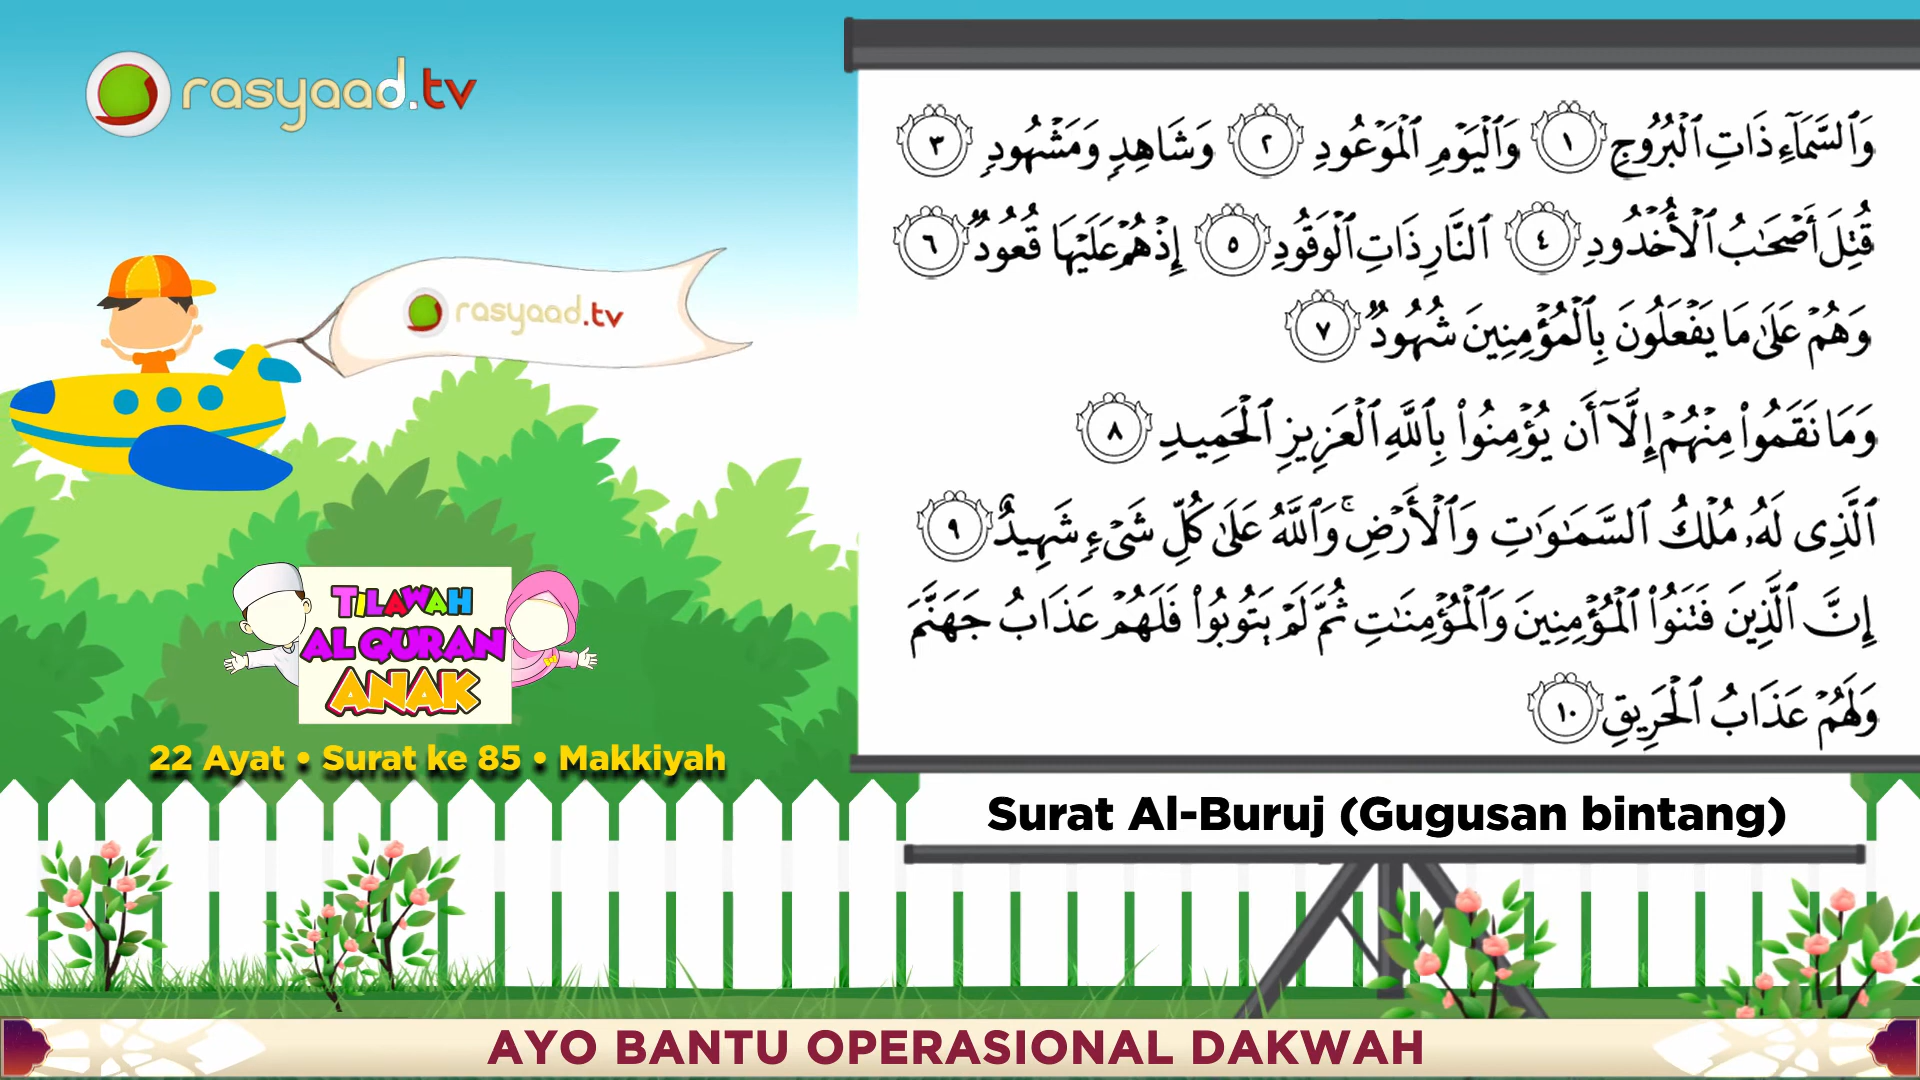 rasyaad.tv
rasyaad.tv
TILAWAH
AL QURAN
ANAK
22 Ayat • Surat ke 85 • Makkiyah
وَٱلسَّمَآءِ ذَاتِ ٱلْبُرُوجِ ١ وَٱلْيَوْمِ ٱلْمَوْعُودِ ٢ وَشَاهِدٍ وَمَشْهُودٍ ٣
قُتِلَ أَصْحَٰبُ ٱلْأُخْدُودِ ٤ ٱلنَّارِ ذَاتِ ٱلْوَقُودِ ٥ إِذْ هُمْ عَلَيْهَا قُعُودٌ ٦
وَهُمْ عَلَىٰ مَا يَفْعَلُونَ بِٱلْمُؤْمِنِينَ شُهُودٌ ٧
وَمَا نَقَمُوا۟ مِنْهُمْ إِلَّآ أَن يُؤْمِنُوا۟ بِٱللَّهِ ٱلْعَزِيزِ ٱلْحَمِيدِ ٨
ٱلَّذِى لَهُۥ مُلْكُ ٱلسَّمَٰوَٰتِ وَٱلْأَرْضِ ۚ وَٱللَّهُ عَلَىٰ كُلِّ شَىْءٍ شَهِيدٌ ٩
إِنَّ ٱلَّذِينَ فَتَنُوا۟ ٱلْمُؤْمِنِينَ وَٱلْمُؤْمِنَٰتِ ثُمَّ لَمْ يَتُوبُوا۟ فَلَهُمْ عَذَابُ جَهَنَّمَ
وَلَهُمْ عَذَابُ ٱلْحَرِيقِ ١٠
Surat Al-Buruj (Gugusan bintang)
AYO BANTU OPERASIONAL DAKWAH